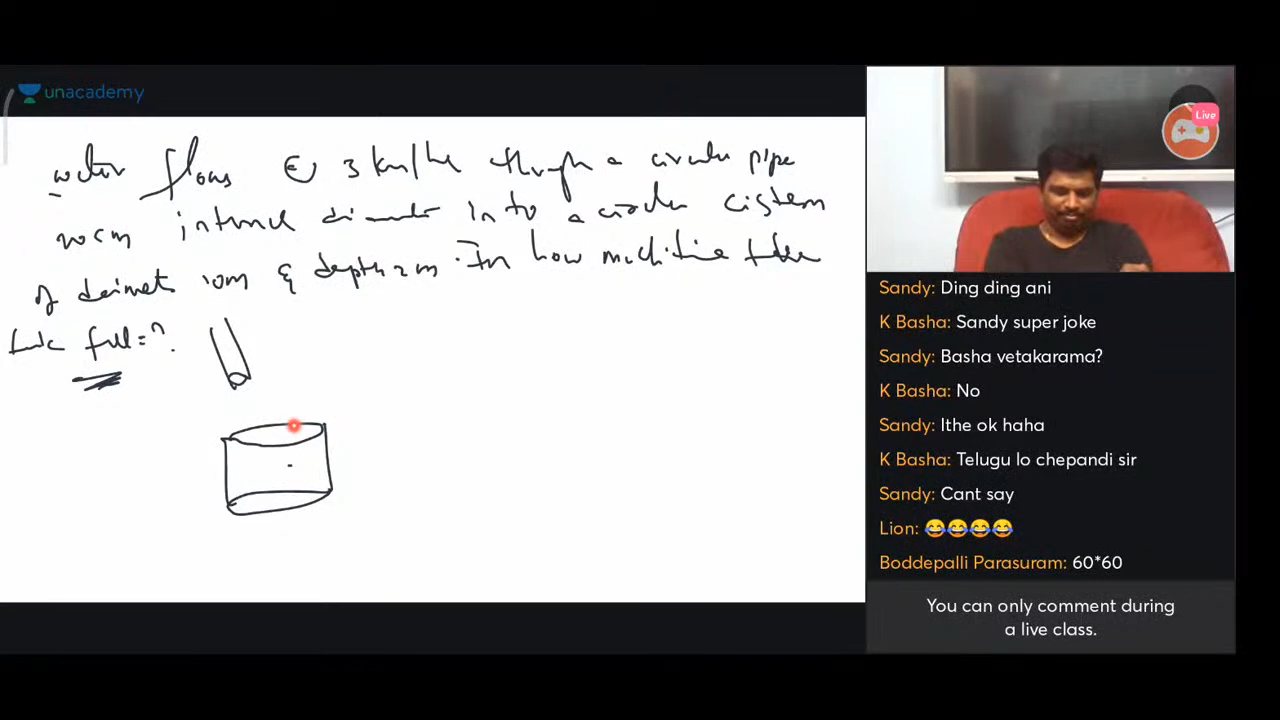 unacademy
Live
water flows @ 3 km/hr through a circular pipe
20cm internal diameter into a circular cistern
of diameter 10m & depth 2m. In how much time
tank full=?
Sandy: Ding ding ani
K Basha: Sandy super joke
Sandy: Basha vetakarama?
K Basha: No
Sandy: Ithe ok haha
K Basha: Telugu lo chepandi sir
Sandy: Cant say
Lion: 😂😂😂😂
Boddepalli Parasuram: 60*60
You can only comment during
a live class.